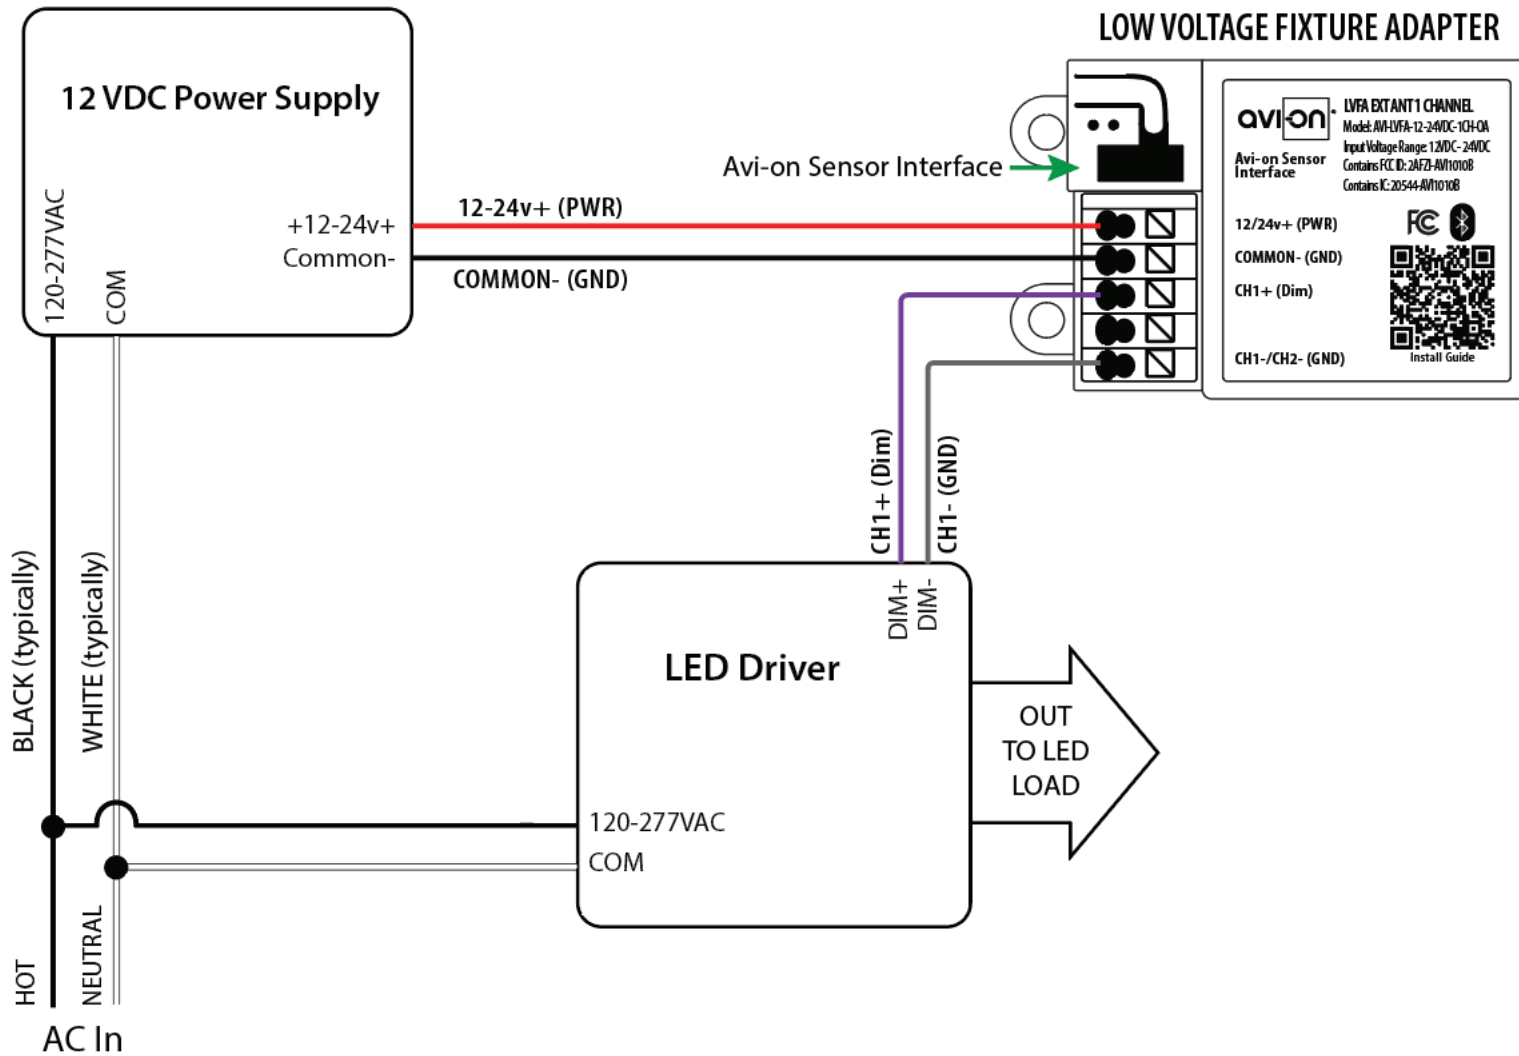 LOW VOLTAGE FIXTURE ADAPTER
12 VDC Power Supply
120-277VAC
COM
+12-24v+
Common-
12-24v+ (PWR)
COMMON- (GND)
Avi-on Sensor Interface
avi-on
Avi-on Sensor
Interface
LVFA EXTANT 1 CHANNEL
Model: AVI-LVFA-12-24VDC-1CH-OA
Input Voltage Range: 12VDC - 24VDC
Contains FCC ID: 2AFZI-AVI1010B
Contains IC: 20544-AVI1010B
12/24v+ (PWR)
FC
COMMON- (GND)
CH1+ (Dim)
CH1-/CH2- (GND)
Install Guide
CH1+ (Dim)
CH1- (GND)
BLACK (typically)
WHITE (typically)
DIM+
DIM-
LED Driver
OUT
TO LED
LOAD
120-277VAC
COM
HOT
NEUTRAL
AC In